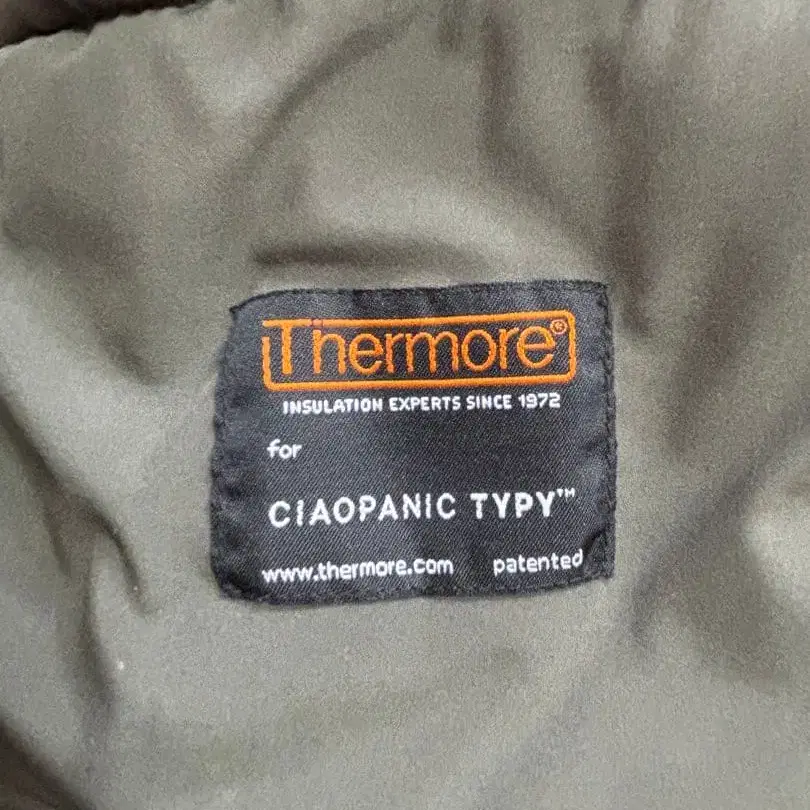 Thermore®
INSULATION EXPERTS SINCE 1972
for
CIAOPANIC TYPY™
www.thermore.com patented